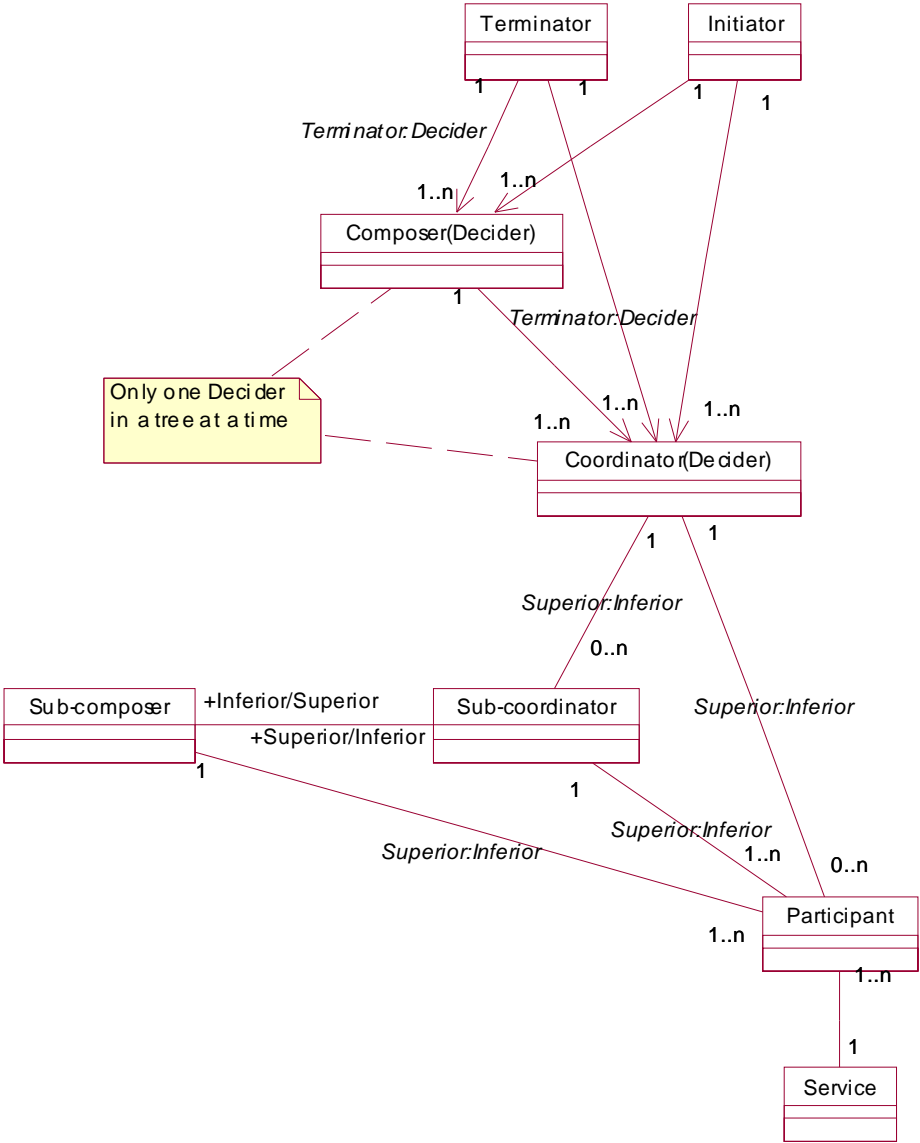 Terminator
Initiator
1
1
1
1
Terminator:Decider
1..n
1..n
Composer(Decider)
1
Terminator:Decider
Only one Decider
in a tree at a time
1..n
1..n
1..n
Coordinator(Decider)
1
1
Superior:Inferior
0..n
Sub-composer
+Inferior/Superior
Sub-coordinator
Superior:Inferior
+Superior/Inferior
1
1
Superior:Inferior
Superior:Inferior
1..n
0..n
Participant
1..n
1..n
1
Service